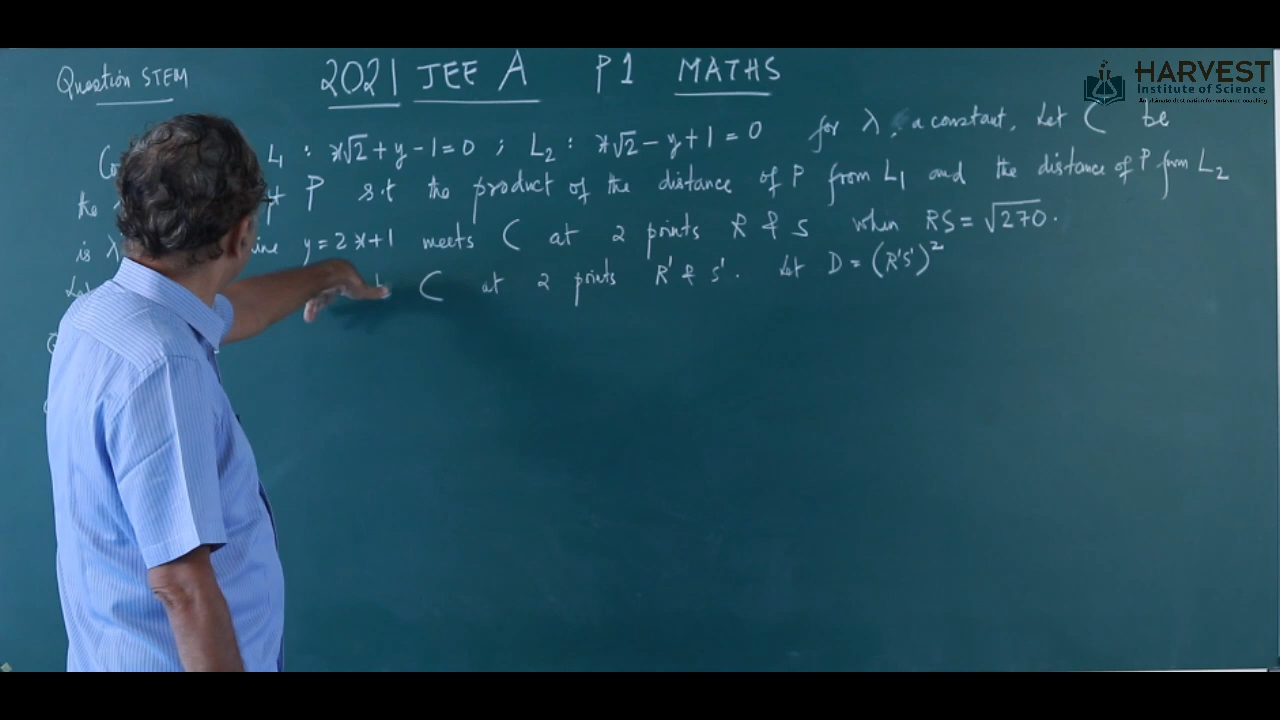 HARVEST
Institute of Science
Question STEM 2021 JEE A P1 MATHS
L1 : x√2 + y - 1 = 0 ; L2 : x√2 - y + 1 = 0 for λ, a constant, Let C be
the P s.t the product of the distance of P from L1 and the distance of P from L2
is λ y = 2x+1 meets C at 2 points R & S when RS = √270.
C at 2 points R' & S'. Let D = (R'S')²